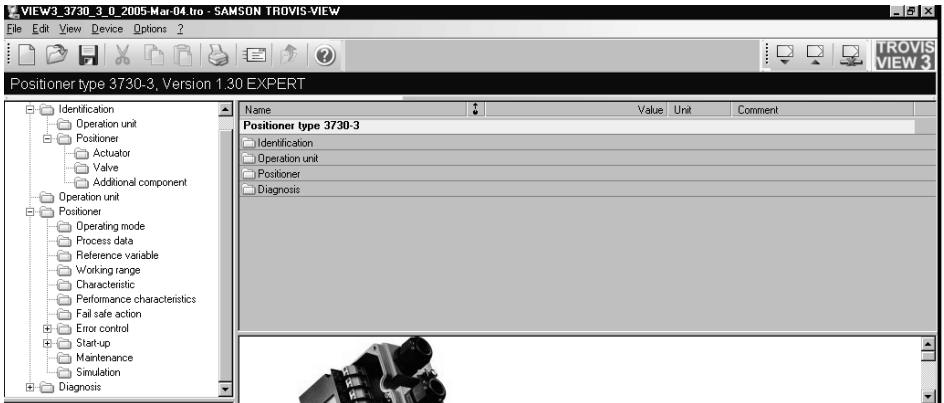 VIEW3_3730_3_0_2005-Mar-04.tro - SAMSON TROVIS-VIEW
File Edit View Device Options ?
TROVIS
VIEW 3
Positioner type 3730-3, Version 1.30 EXPERT
Identification
Operation unit
Positioner
Actuator
Valve
Additional component
Operation unit
Positioner
Operating mode
Process data
Reference variable
Working range
Characteristic
Performance characteristics
Fail safe action
Error control
Start-up
Maintenance
Simulation
Diagnosis
Name Value Unit Comment
Positioner type 3730-3
Identification
Operation unit
Positioner
Diagnosis